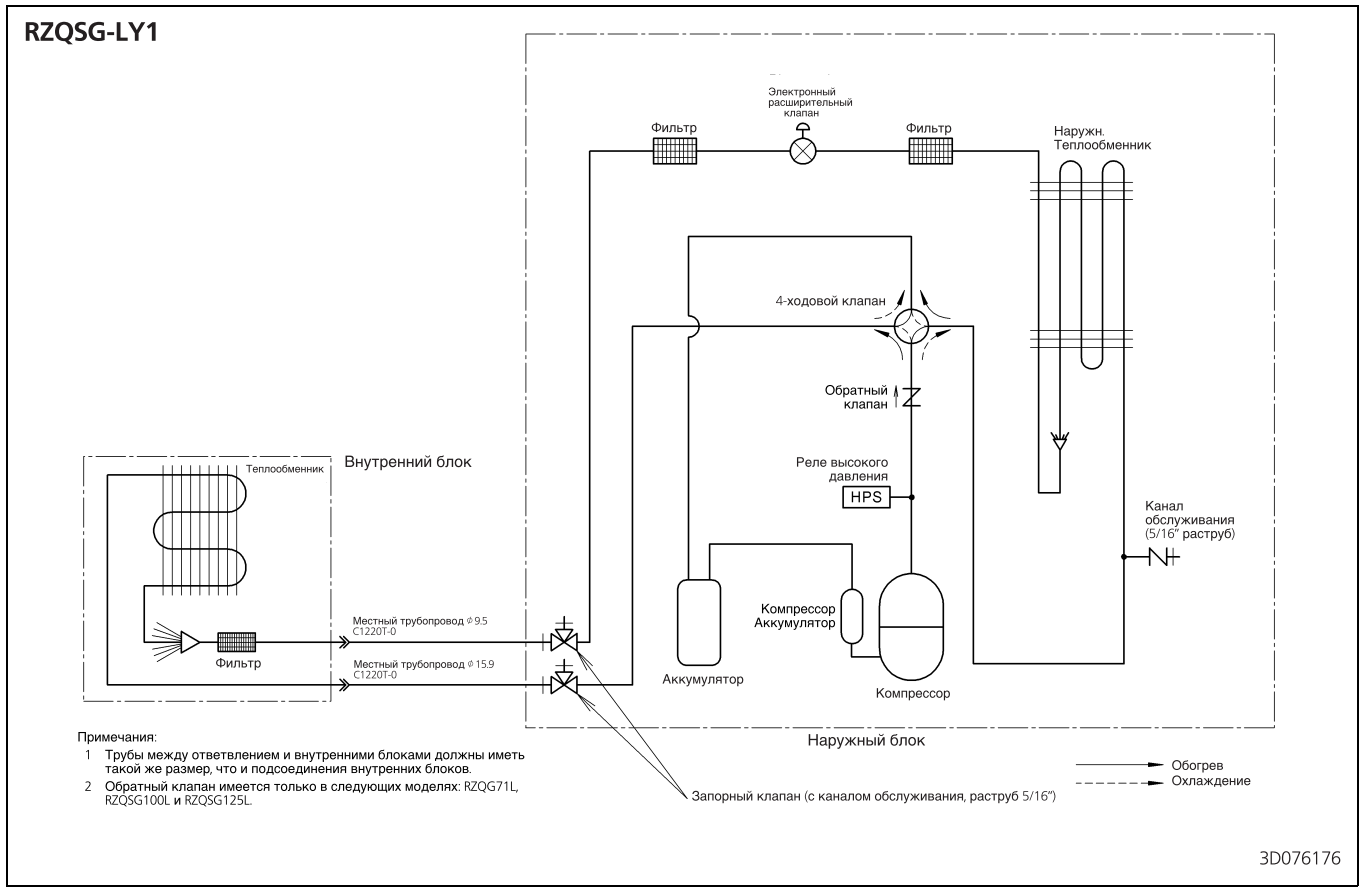 RZQSG-LY1
Электронный
расширительный
клапан
Фильтр
Фильтр
Наружн.
Теплообменник
4-ходовой клапан
Обратный
клапан
Реле высокого
давления
HPS
Канал
обслуживания
(5/16" раструб)
Теплообменник
Внутренний блок
Компрессор
Аккумулятор
Местный трубопровод φ 9.5
C1220T-0
Фильтр
Местный трубопровод φ 15.9
C1220T-0
Аккумулятор
Компрессор
Наружный блок
Примечания:
1 Трубы между ответвлением и внутренними блоками должны иметь
такой же размер, что и подсоединения внутренних блоков.
2 Обратный клапан имеется только в следующих моделях: RZQG71L,
RZQSG100L и RZQSG125L.
Запорный клапан (с каналом обслуживания, раструб 5/16")
Обогрев
Охлаждение
3D076176